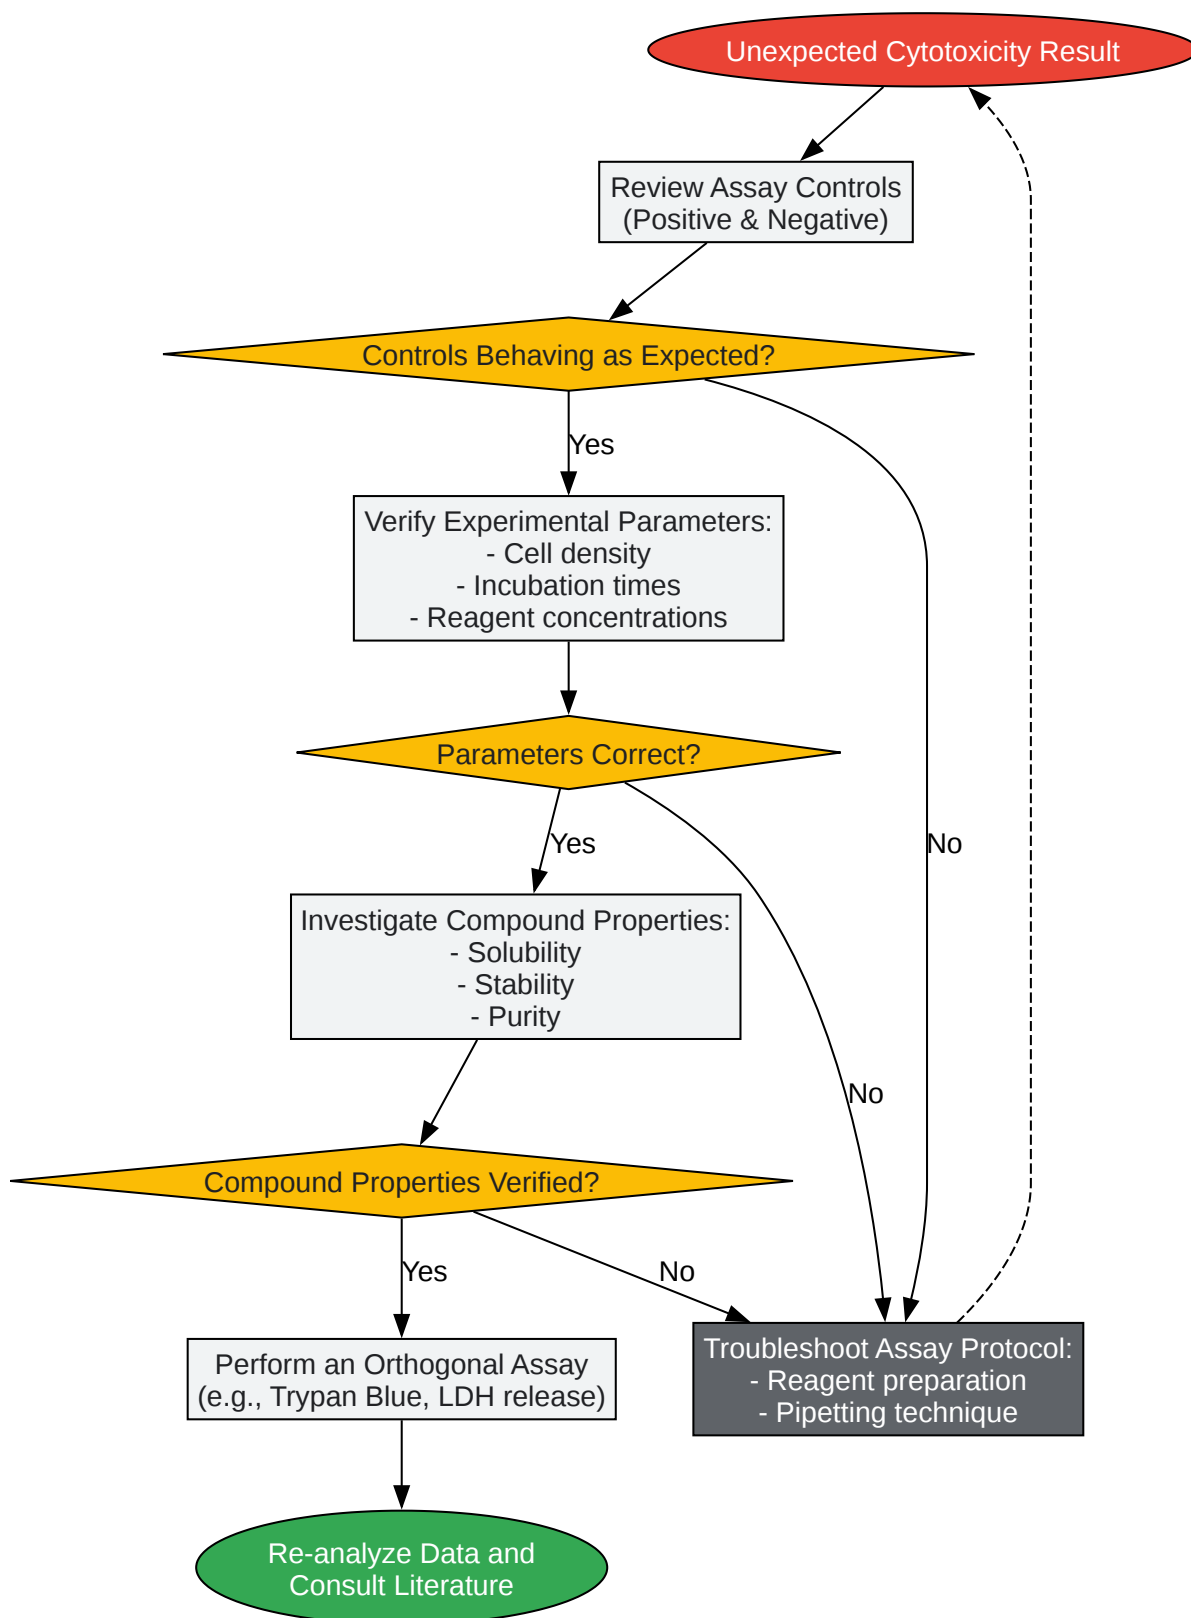 Unexpected Cytotoxicity Result
Review Assay Controls
(Positive & Negative)
Controls Behaving as Expected?
Yes
Verify Experimental Parameters:
- Cell density
- Incubation times
- Reagent concentrations
Parameters Correct?
Yes
No
Investigate Compound Properties:
- Solubility
- Stability
- Purity
No
Compound Properties Verified?
Yes
No
Perform an Orthogonal Assay
(e.g., Trypan Blue, LDH release)
Troubleshoot Assay Protocol:
- Reagent preparation
- Pipetting technique
Re-analyze Data and
Consult Literature